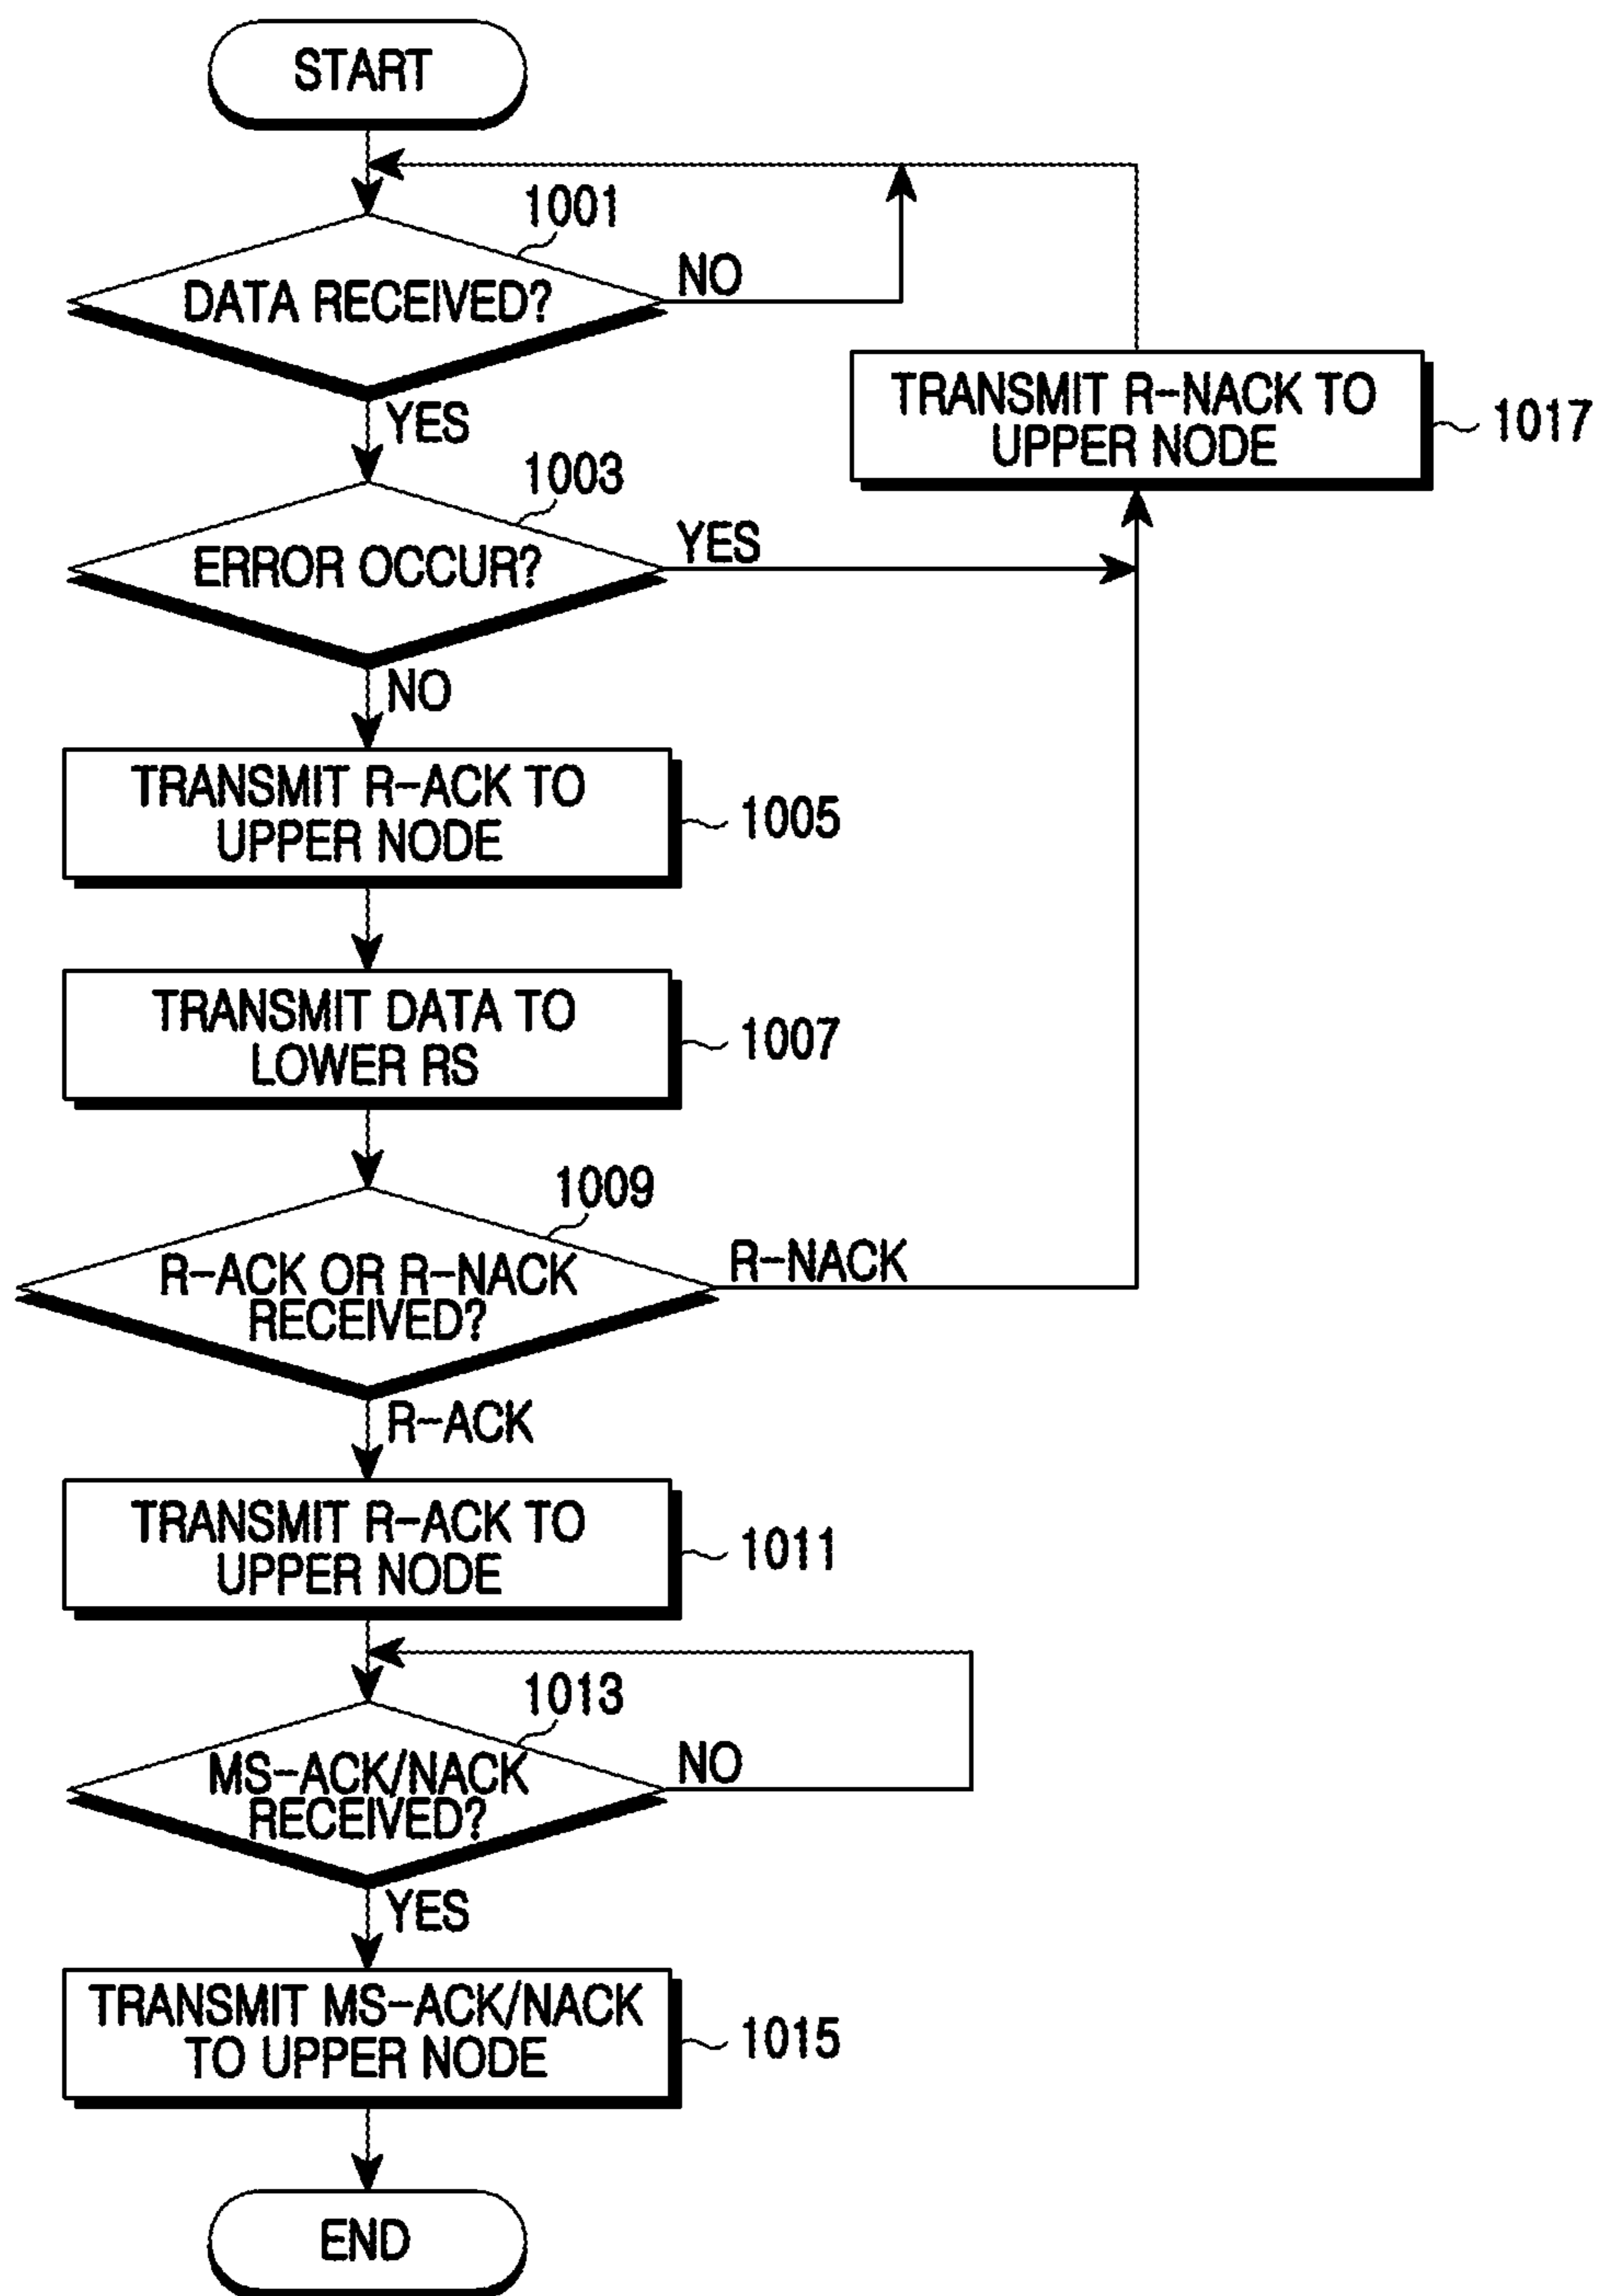 START
1001
DATA RECEIVED?
NO
YES
TRANSMIT R-NACK TO
UPPER NODE
1017
1003
ERROR OCCUR?
YES
NO
TRANSMIT R-ACK TO
UPPER NODE
1005
TRANSMIT DATA TO
LOWER RS
1007
1009
R-ACK OR R-NACK
RECEIVED?
R-NACK
R-ACK
TRANSMIT R-ACK TO
UPPER NODE
1011
1013
MS-ACK/NACK
RECEIVED?
NO
YES
TRANSMIT MS-ACK/NACK
TO UPPER NODE
1015
END